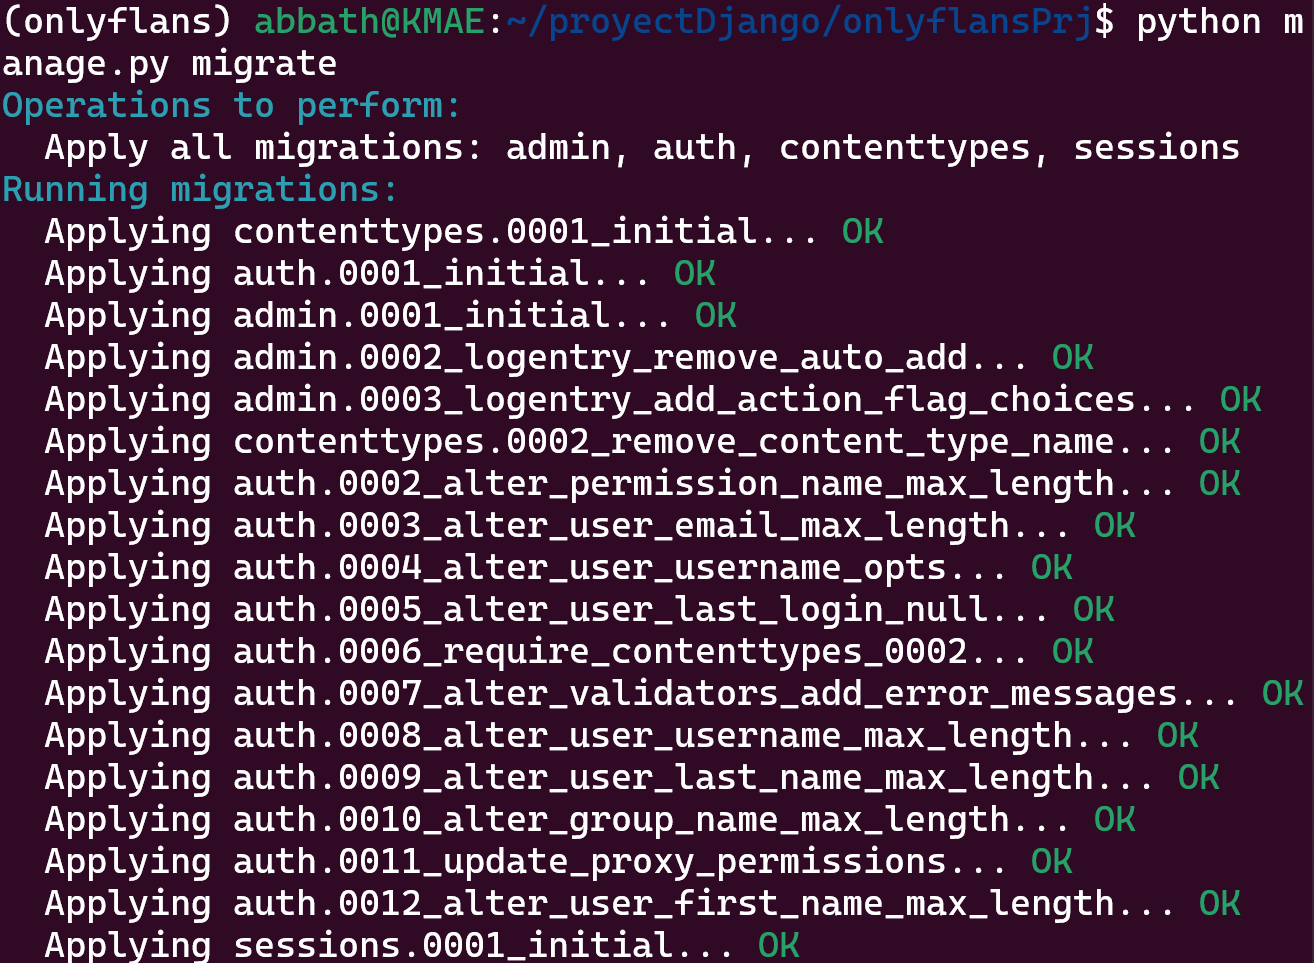 (onlyflans) abbath@KMAE:~/proyectDjango/onlyflansPrj$ python m
anage.py migrate
Operations to perform:
  Apply all migrations: admin, auth, contenttypes, sessions
Running migrations:
  Applying contenttypes.0001_initial... OK
  Applying auth.0001_initial... OK
  Applying admin.0001_initial... OK
  Applying admin.0002_logentry_remove_auto_add... OK
  Applying admin.0003_logentry_add_action_flag_choices... OK
  Applying contenttypes.0002_remove_content_type_name... OK
  Applying auth.0002_alter_permission_name_max_length... OK
  Applying auth.0003_alter_user_email_max_length... OK
  Applying auth.0004_alter_user_username_opts... OK
  Applying auth.0005_alter_user_last_login_null... OK
  Applying auth.0006_require_contenttypes_0002... OK
  Applying auth.0007_alter_validators_add_error_messages... OK
  Applying auth.0008_alter_user_username_max_length... OK
  Applying auth.0009_alter_user_last_name_max_length... OK
  Applying auth.0010_alter_group_name_max_length... OK
  Applying auth.0011_update_proxy_permissions... OK
  Applying auth.0012_alter_user_first_name_max_length... OK
  Applying sessions.0001_initial... OK